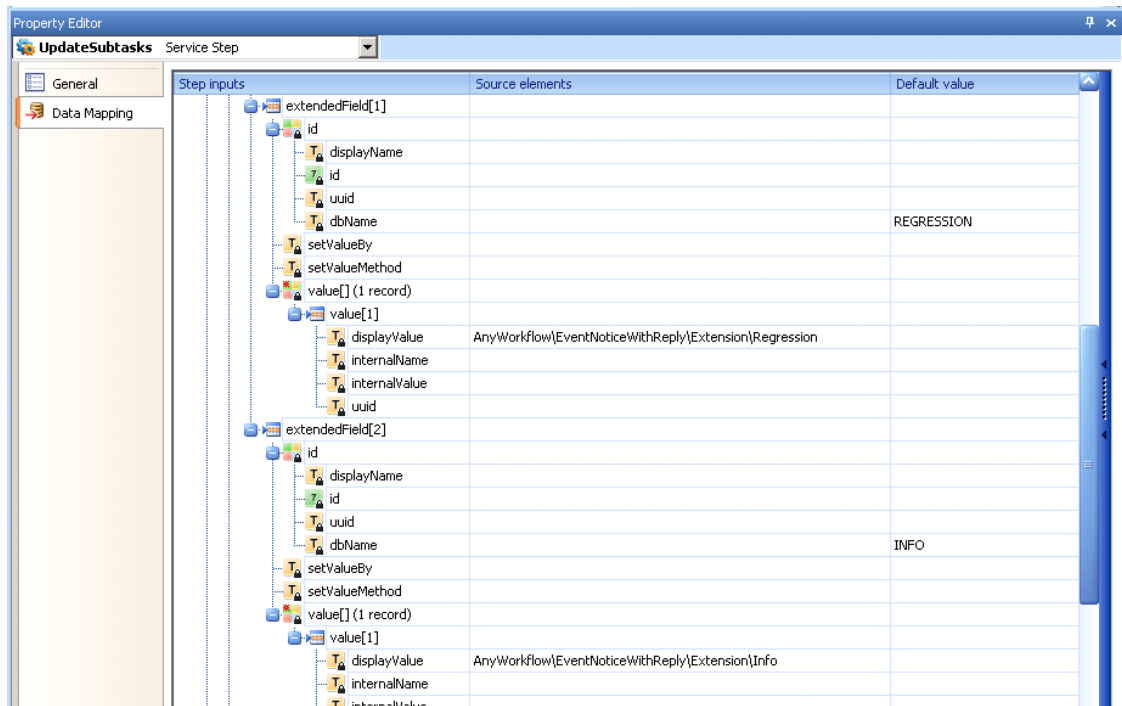 Property Editor
UpdateSubtasks Service Step
General
Data Mapping
Step inputs Source elements Default value
extendedField[1]
id
displayName
id
uuid
dbName REGRESSION
setValueBy
setValueMethod
value[] (1 record)
value[1]
displayValue AnyWorkflow\EventNoticeWithReply\Extension\Regression
internalName
internalValue
uuid
extendedField[2]
id
displayName
id
uuid
dbName INFO
setValueBy
setValueMethod
value[] (1 record)
value[1]
displayValue AnyWorkflow\EventNoticeWithReply\Extension\Info
internalName
internalValue